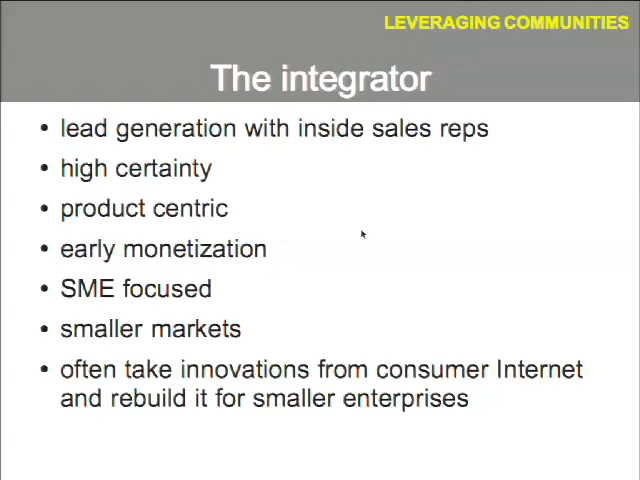 LEVERAGING COMMUNITIES
The integrator
• lead generation with inside sales reps
• high certainty
• product centric
• early monetization
• SME focused
• smaller markets
• often take innovations from consumer Internet
and rebuild it for smaller enterprises